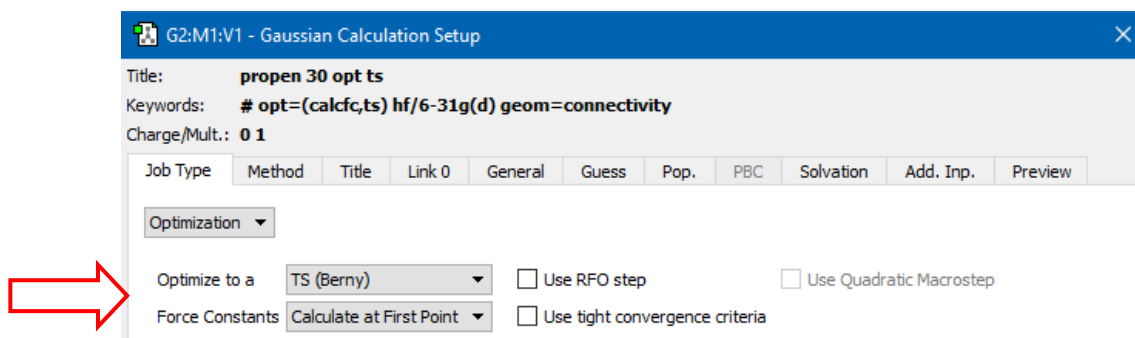 G2:M1:V1 - Gaussian Calculation Setup
Title: propen 30 opt ts
Keywords: # opt=(calcfc,ts) hf/6-31g(d) geom=connectivity
Charge/Mult.: 0 1
Job Type Method Title Link 0 General Guess Pop. PBC Solvation Add. Inp. Preview
Optimization
Optimize to a TS (Berny) Use RFO step Use Quadratic Macrostep
Force Constants Calculate at First Point Use tight convergence criteria